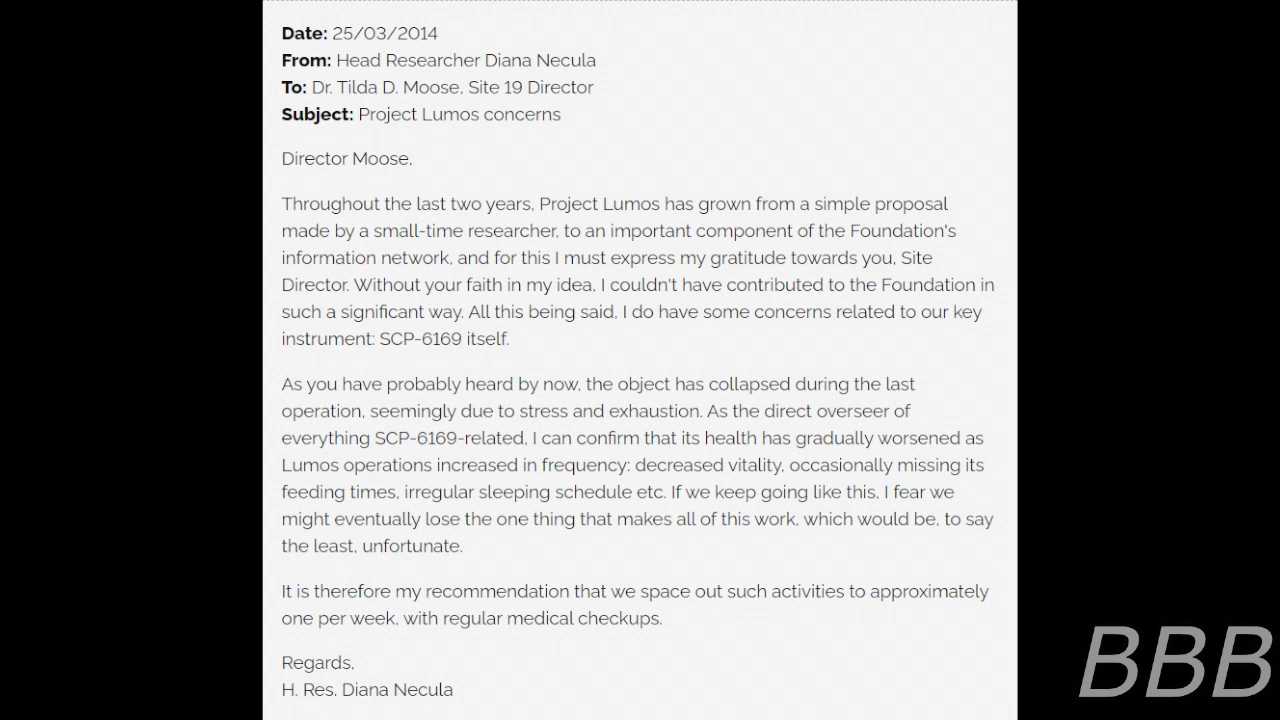 Date: 25/03/2014
From: Head Researcher Diana Necula
To: Dr. Tilda D. Moose, Site 19 Director
Subject: Project Lumos concerns
Director Moose,
Throughout the last two years, Project Lumos has grown from a simple proposal
made by a small-time researcher, to an important component of the Foundation's
information network, and for this I must express my gratitude towards you, Site
Director. Without your faith in my idea, I couldn't have contributed to the Foundation in
such a significant way. All this being said, I do have some concerns related to our key
instrument: SCP-6169 itself.
As you have probably heard by now, the object has collapsed during the last
operation, seemingly due to stress and exhaustion. As the direct overseer of
everything SCP-6169-related, I can confirm that its health has gradually worsened as
Lumos operations increased in frequency: decreased vitality, occasionally missing its
feeding times, irregular sleeping schedule etc. If we keep going like this, I fear we
might eventually lose the one thing that makes all of this work, which would be, to say
the least, unfortunate.
It is therefore my recommendation that we space out such activities to approximately
one per week, with regular medical checkups.
Regards,
H. Res. Diana Necula
BBB